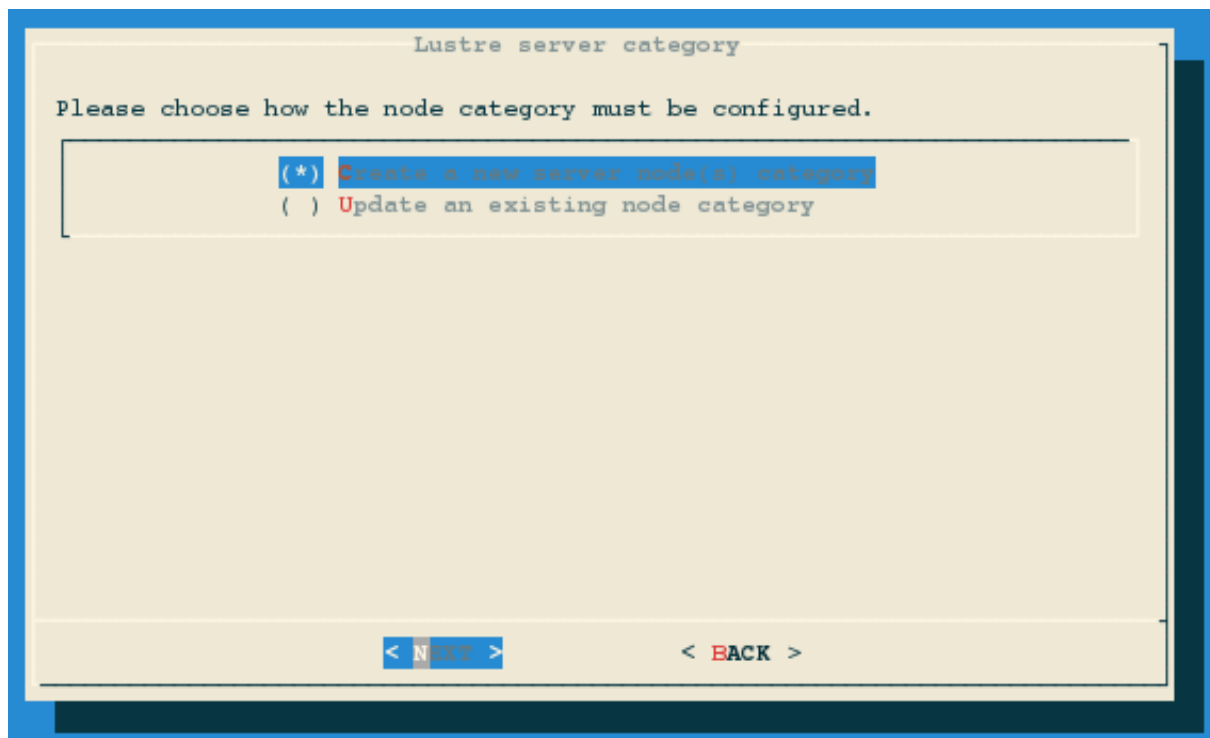 Lustre server category
Please choose how the node category must be configured.
(*) Create a new server node(s) category
( ) Update an existing node category
< NEXT > < BACK >